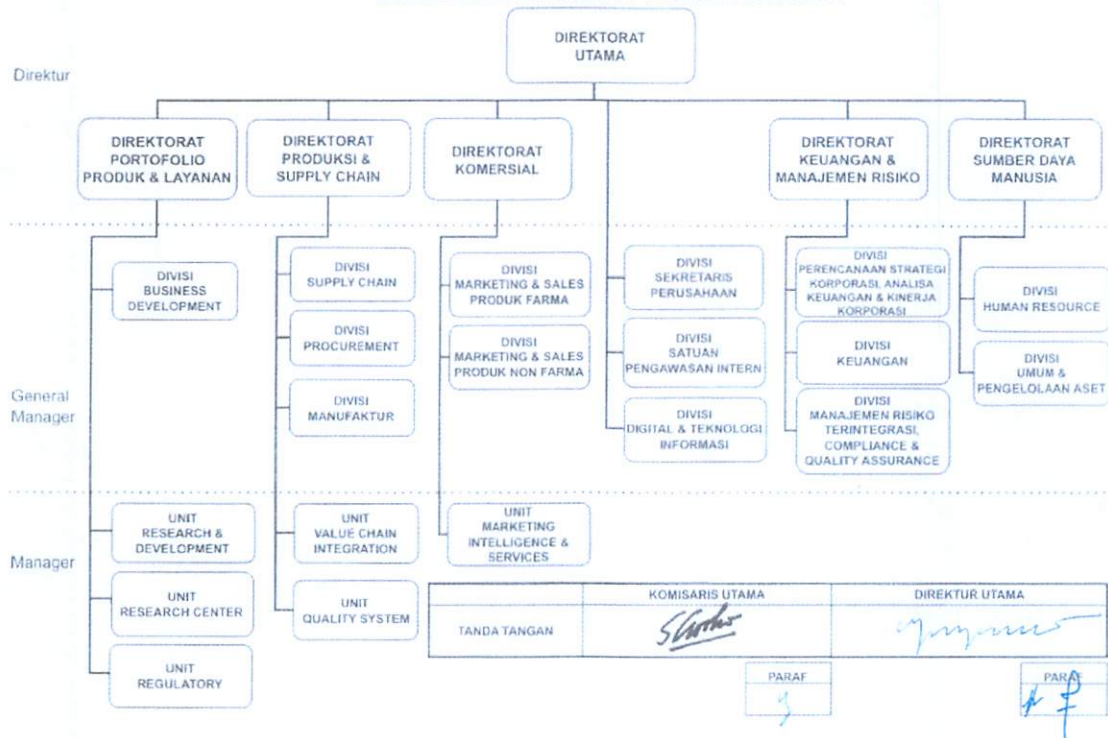 DIREKTORAT
UTAMA
Direktur
DIREKTORAT
PORTOFOLIO
PRODUK & LAYANAN
DIREKTORAT
PRODUKSI &
SUPPLY CHAIN
DIREKTORAT
KOMERSIAL
DIREKTORAT
KEUANGAN &
MANAJEMEN RISIKO
DIREKTORAT
SUMBER DAYA
MANUSIA
General
Manager
DIVISI
BUSINESS
DEVELOPMENT
DIVISI
SUPPLY CHAIN
DIVISI
PROCUREMENT
DIVISI
MANUFAKTUR
DIVISI
MARKETING & SALES
PRODUK FARMA
DIVISI
MARKETING & SALES
PRODUK NON FARMA
DIVISI
SEKRETARIS
PERUSAHAAN
DIVISI
SATUAN
PENGAWASAN INTERN
DIVISI
DIGITAL & TEKNOLOGI
INFORMASI
DIVISI
PERENCANAAN STRATEGI
KORPORASI, ANALISA
KEUANGAN & KINERJA
KORPORASI
DIVISI
KEUANGAN
DIVISI
MANAJEMEN RISIKO
TERINTEGRASI,
COMPLIANCE &
QUALITY ASSURANCE
DIVISI
HUMAN RESOURCE
DIVISI
UMUM &
PENGELOLAAN ASET
Manager
UNIT
RESEARCH &
DEVELOPMENT
UNIT
RESEARCH CENTER
UNIT
REGULATORY
UNIT
VALUE CHAIN
INTEGRATION
UNIT
QUALITY SYSTEM
UNIT
MARKETING
INTELLIGENCE &
SERVICES
KOMISARIS UTAMA
DIREKTUR UTAMA
TANDA TANGAN
PARAF
PARAF